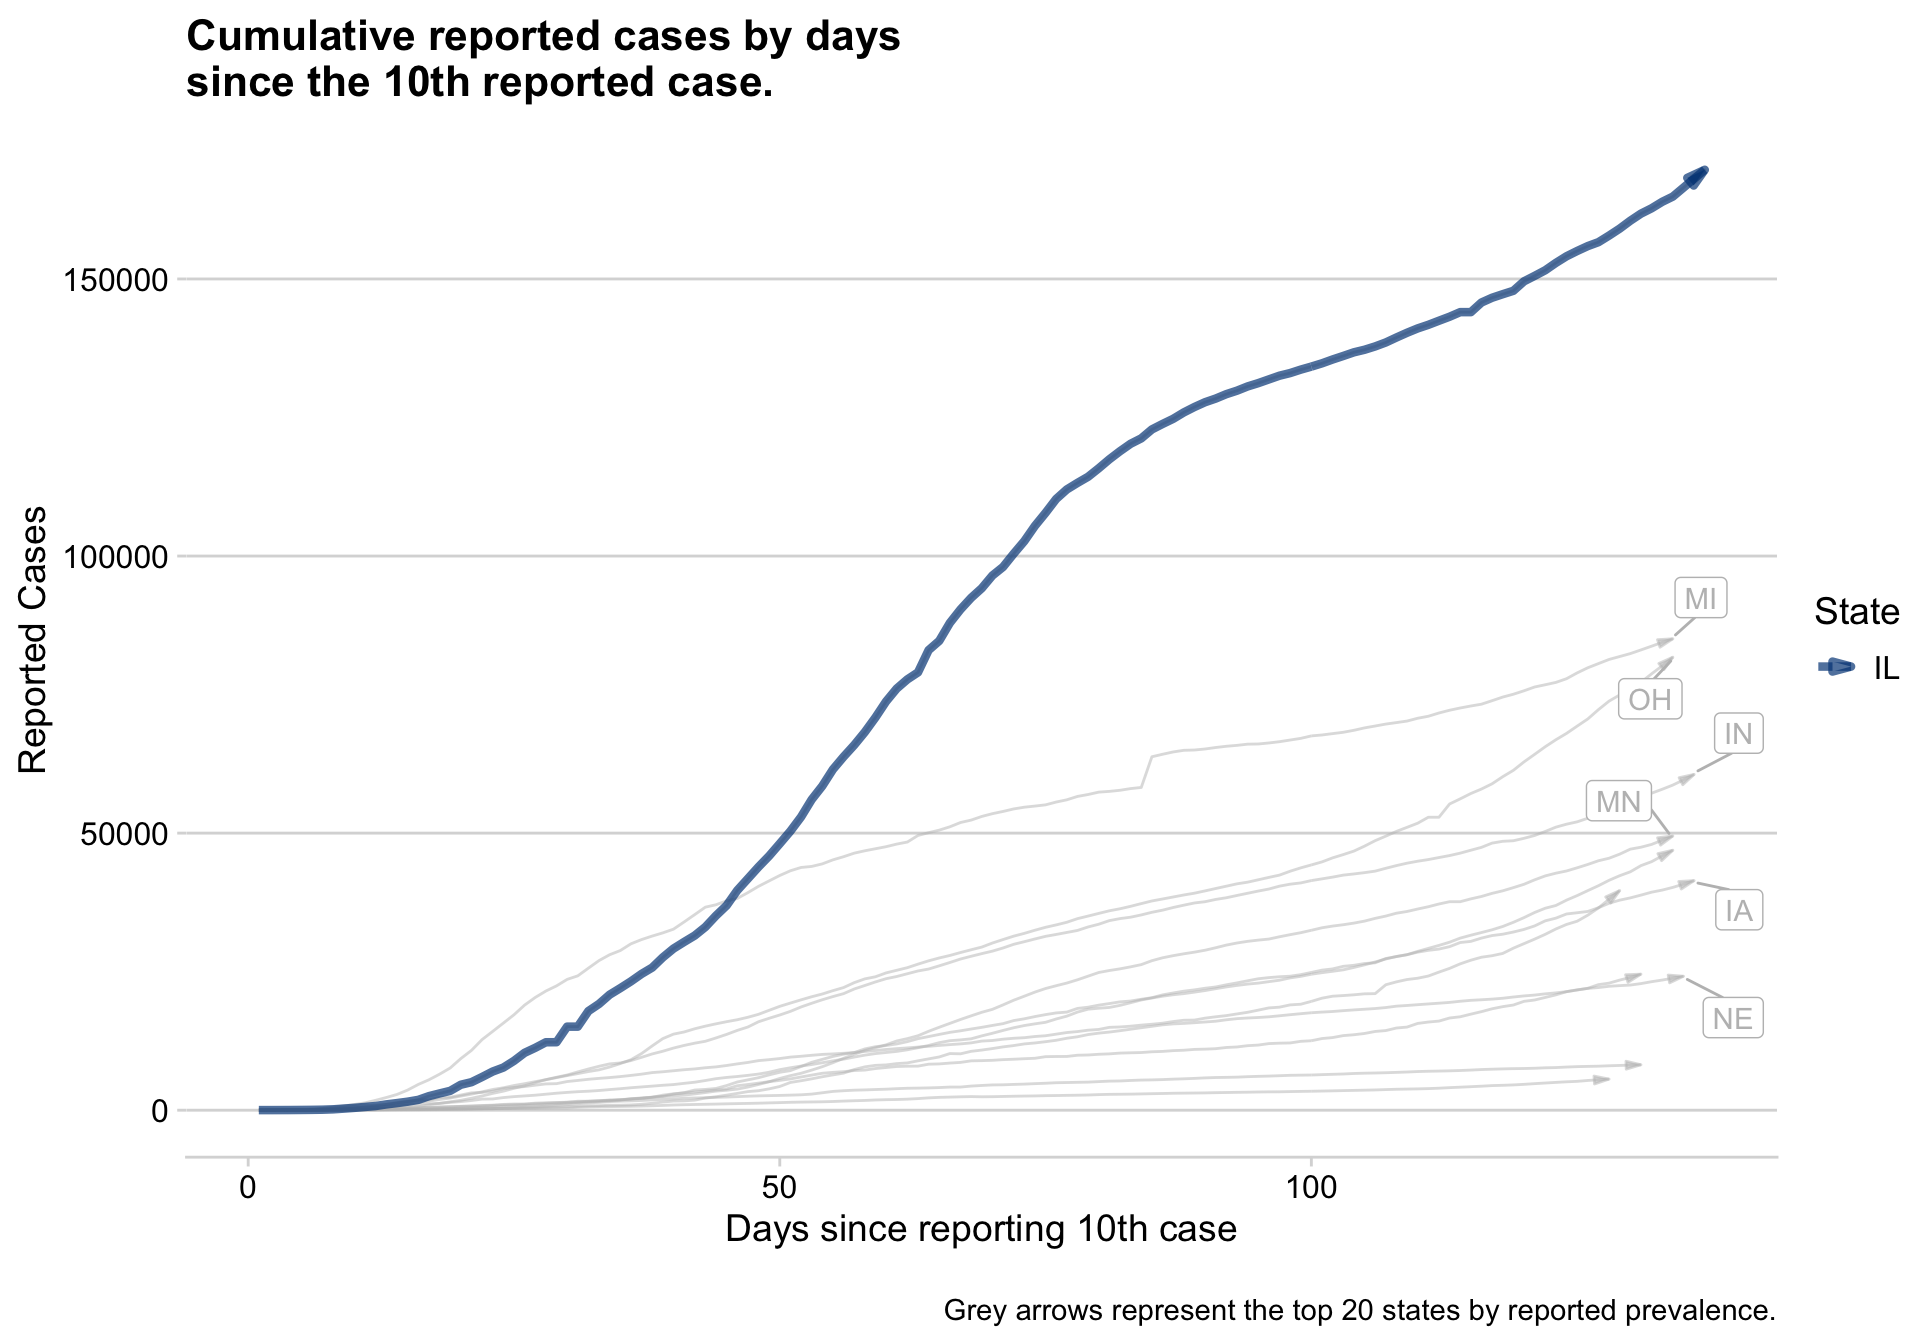 Cumulative reported cases by days
since the 10th reported case.
150000
100000
50000
0
Reported Cases
MI
OH
IN
MN
IA
NE
State
IL
0
50
100
Days since reporting 10th case
Grey arrows represent the top 20 states by reported prevalence.